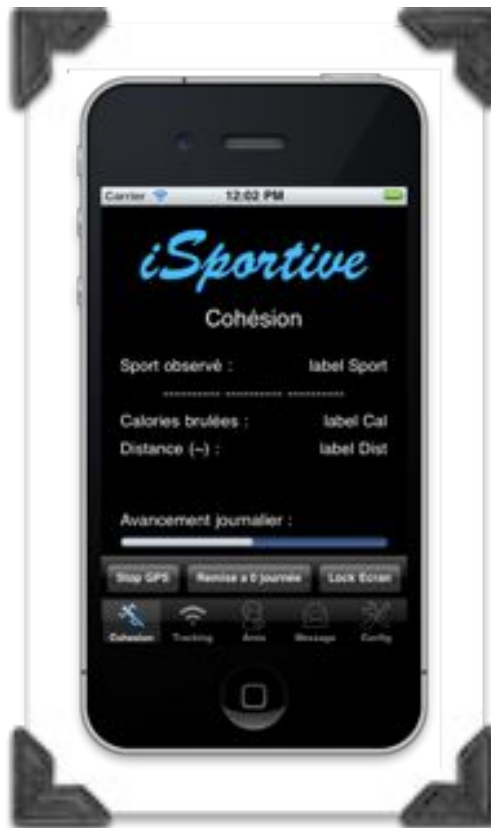 Carrier 12:02 PM
iSportive
Cohésion
Sport observé : label Sport
---------- ---------- ----------
Calories brulées : label Cal
Distance (~) : label Dist
Avancement journalier :
Stop GPS Remise a 0 journée Lock Ecran
Cohesion Tracking Amis Message Config